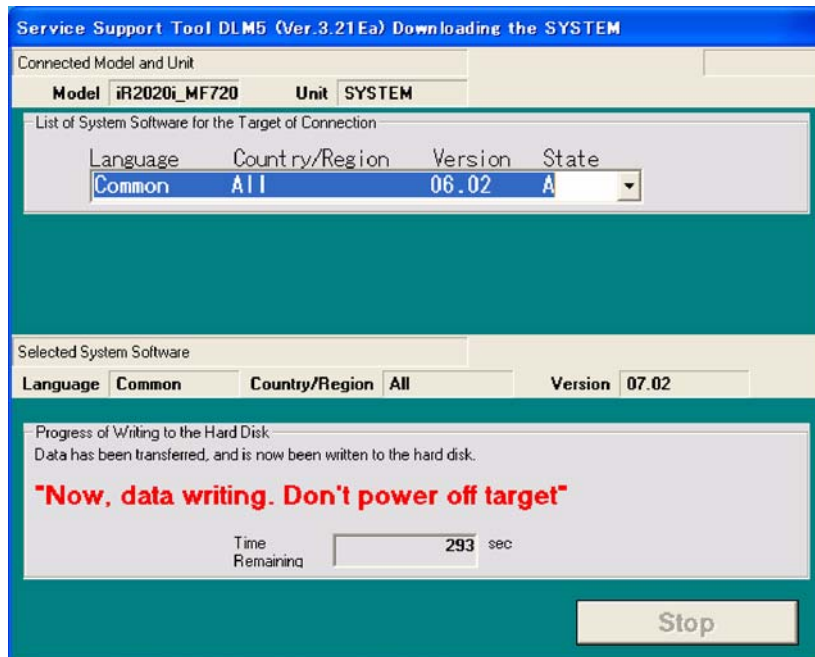 Service Support Tool DLM5 (Ver.3.21Ea) Downloading the SYSTEM
Connected Model and Unit
Model iR2020i_MF720 Unit SYSTEM
List of System Software for the Target of Connection
Language Country/Region Version State
Common All 06.02 A
Selected System Software
Language Common Country/Region All Version 07.02
Progress of Writing to the Hard Disk
Data has been transferred, and is now been written to the hard disk.
"Now, data writing. Don't power off target"
Time Remaining 293 sec
Stop